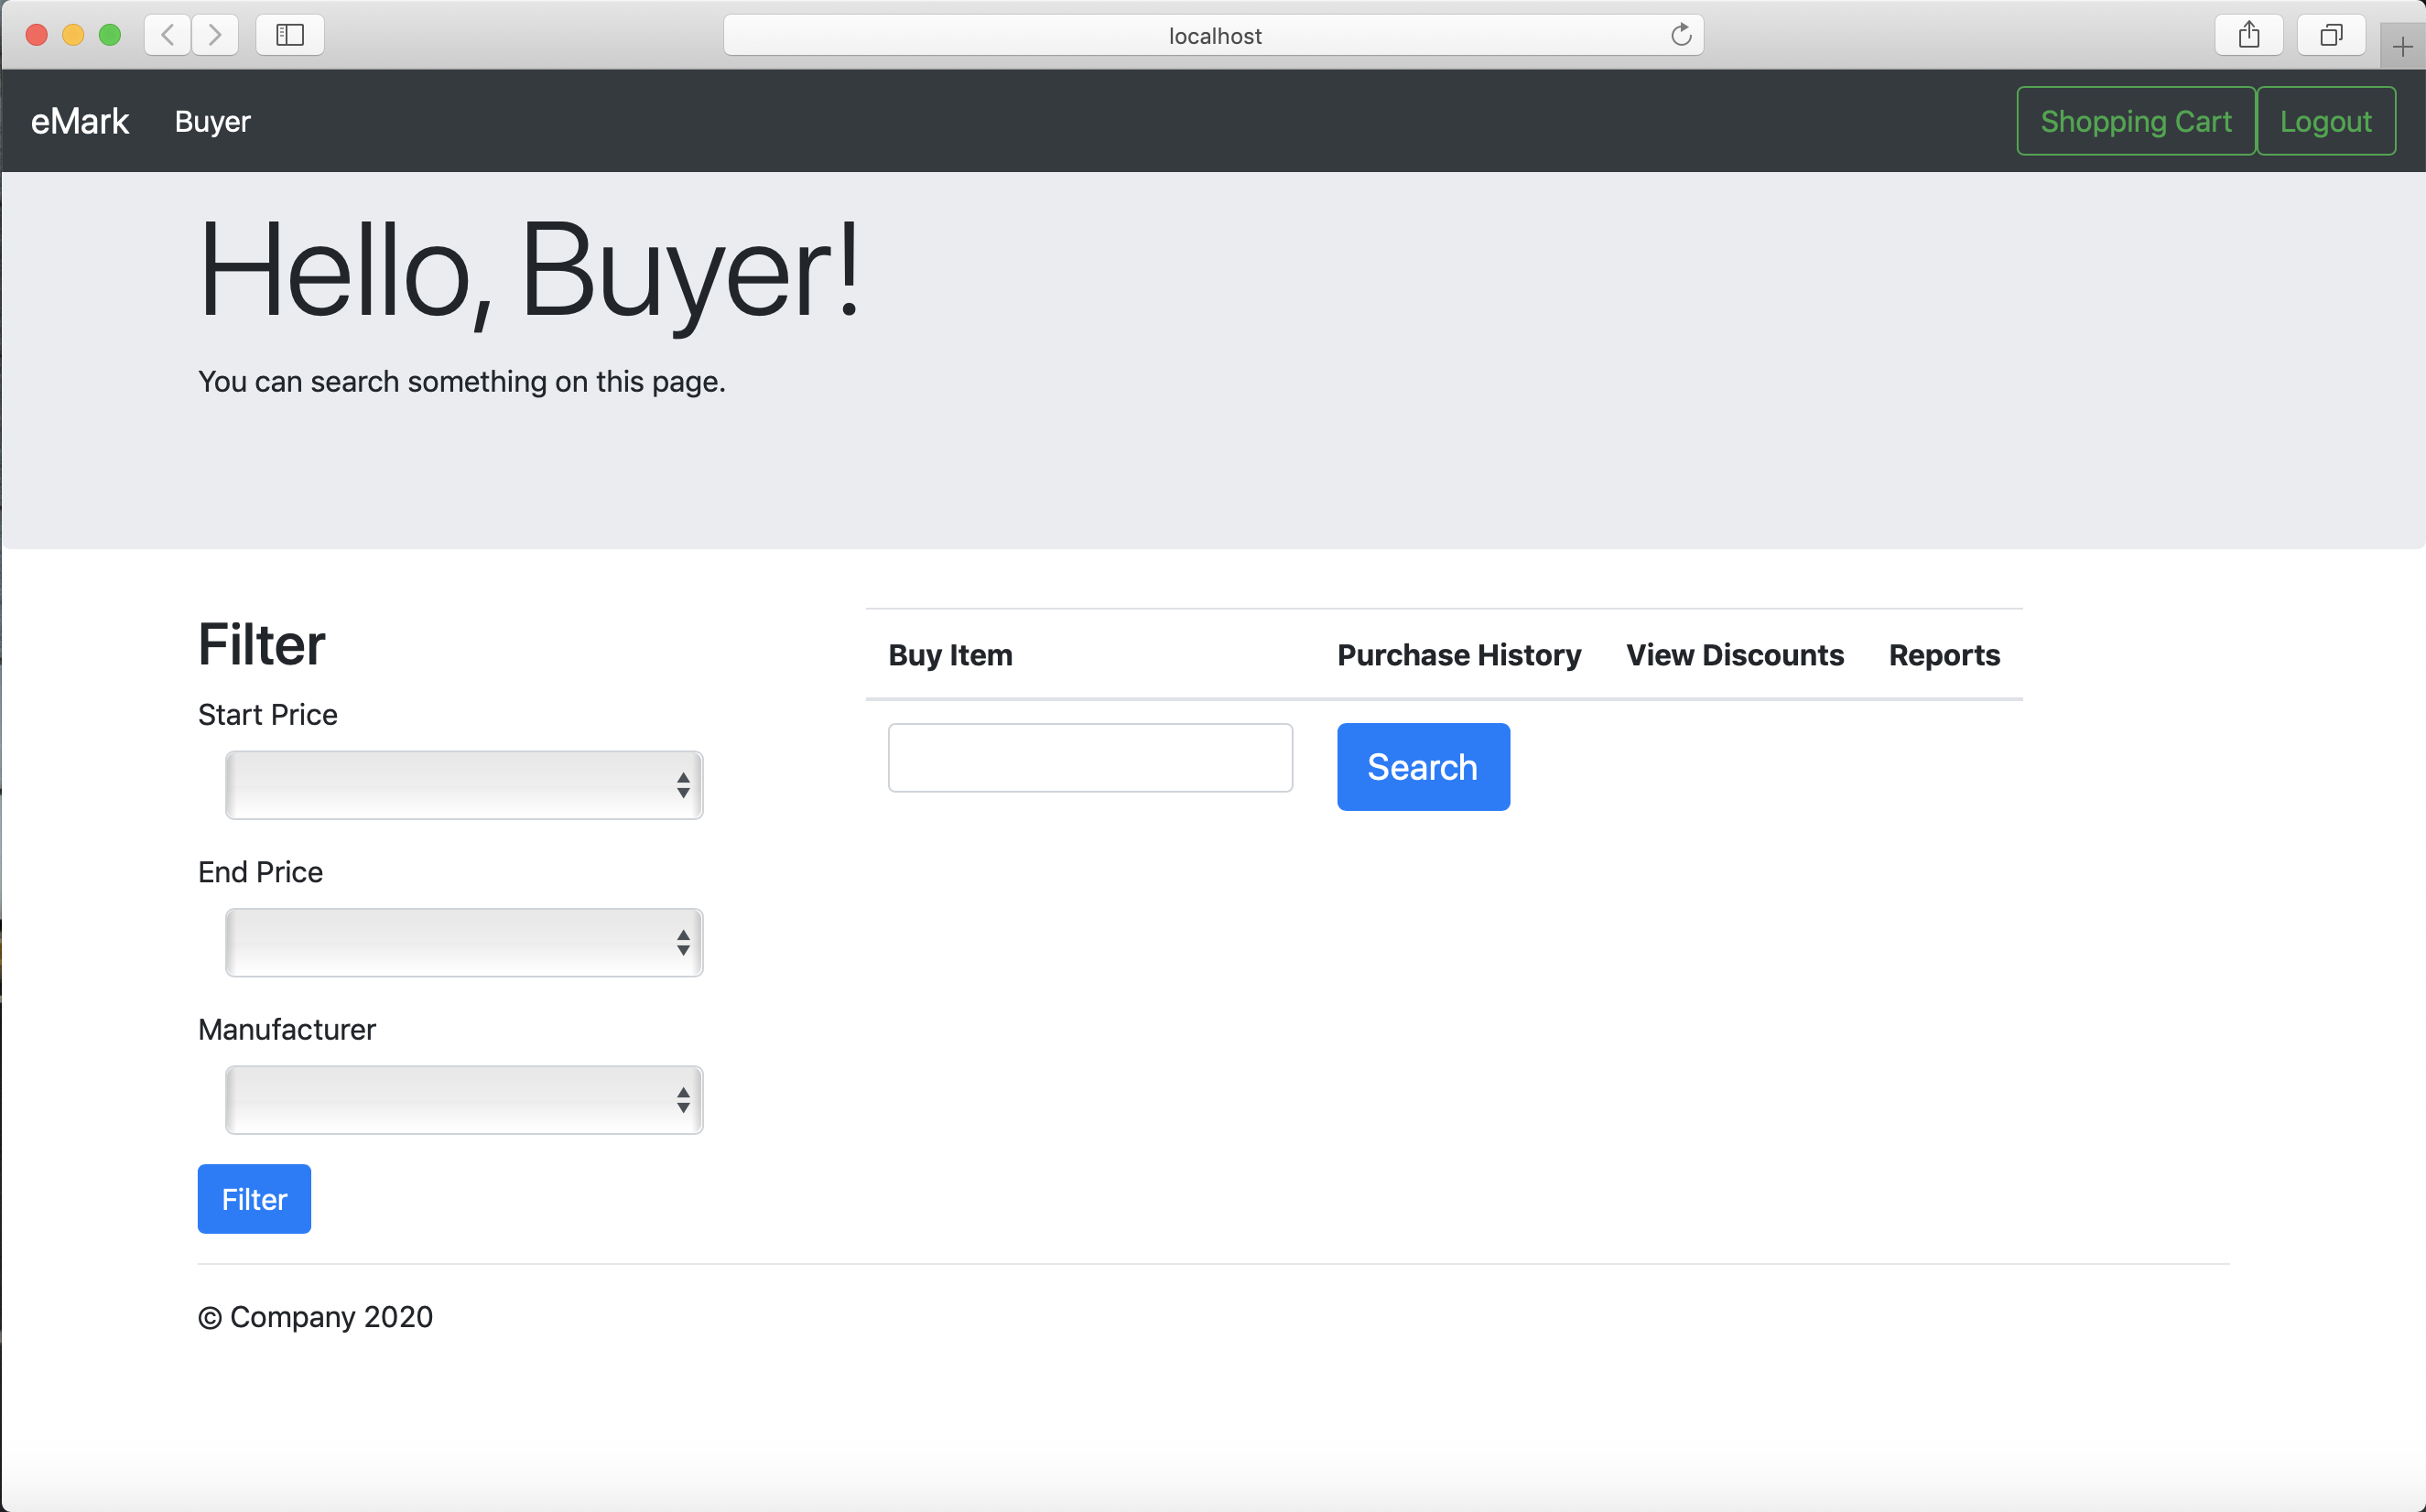 localhost
eMark Buyer Shopping Cart Logout
Hello, Buyer!
You can search something on this page.
Filter
Start Price
End Price
Manufacturer
Filter
Buy Item Purchase History View Discounts Reports
Search
© Company 2020